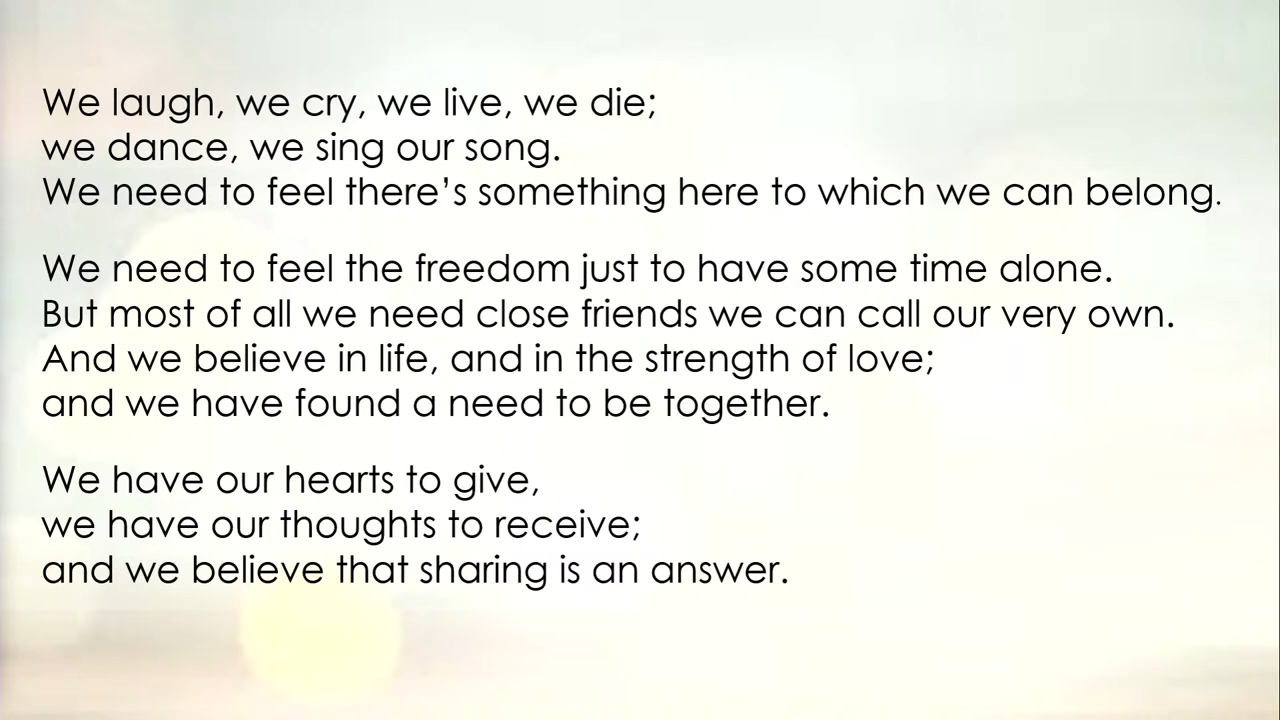 We laugh, we cry, we live, we die;
we dance, we sing our song.
We need to feel there’s something here to which we can belong.
We need to feel the freedom just to have some time alone.
But most of all we need close friends we can call our very own.
And we believe in life, and in the strength of love;
and we have found a need to be together.
We have our hearts to give,
we have our thoughts to receive;
and we believe that sharing is an answer.